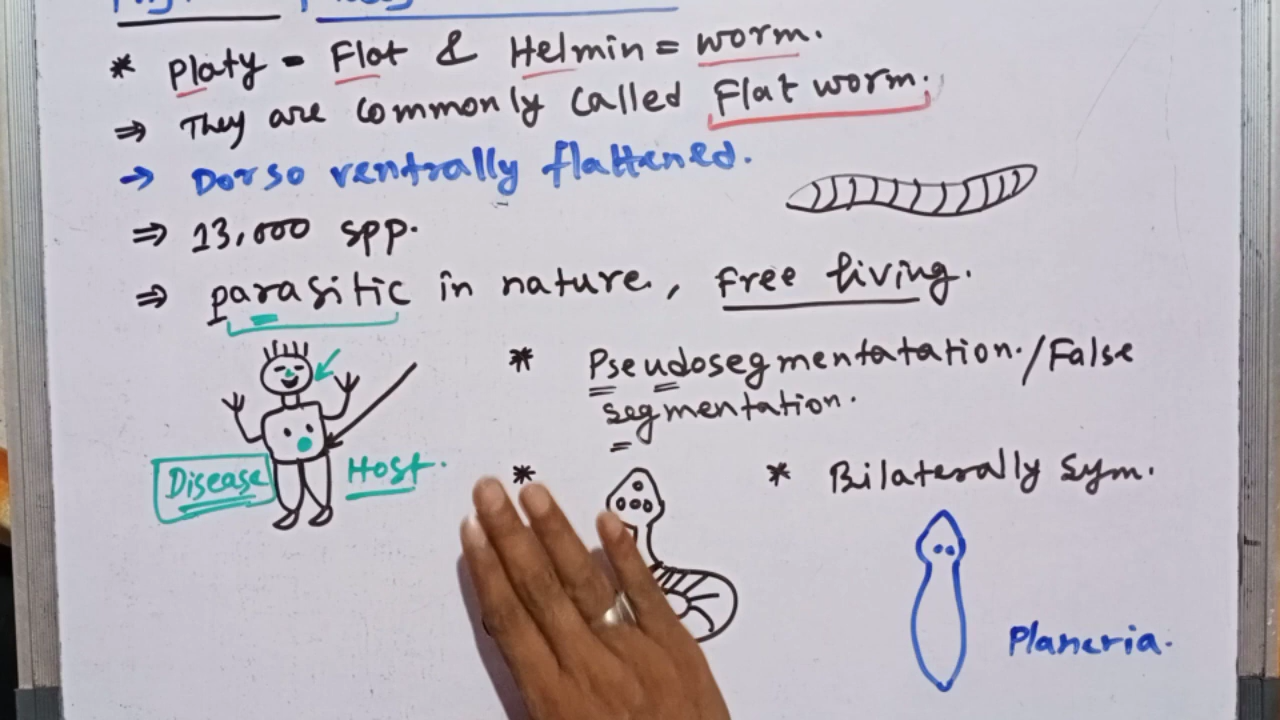 * Platy = Flat & Helmin = worm.
⇒ They are commonly called Flat worm.
→ Dorso ventrally flattened.
⇒ 13,000 spp.
⇒ parasitic in nature, free living.
* Pseudosegmentatation./False
segmentation.
Disease Host.
* * Bilaterally Sym.
Planeria.